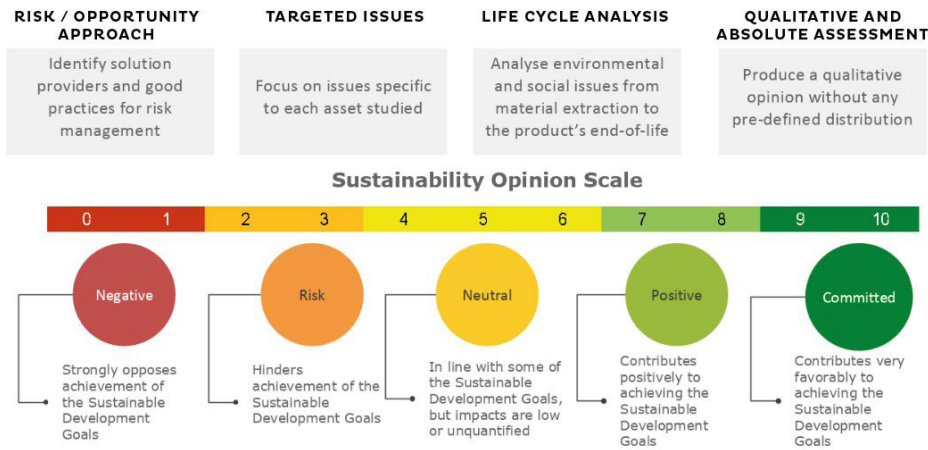 RISK / OPPORTUNITY
APPROACH
Identify solution
providers and good
practices for risk
management
TARGETED ISSUES
Focus on issues specific
to each asset studied
LIFE CYCLE ANALYSIS
Analyse environmental
and social issues from
material extraction to
the product's end-of-life
QUALITATIVE AND
ABSOLUTE ASSESSMENT
Produce a qualitative
opinion without any
pre-defined distribution
Sustainability Opinion Scale
0 1 2 3 4 5 6 7 8 9 10
Negative
Strongly opposes
achievement of
the Sustainable
Development
Goals
Risk
Hinders
achievement of the
Sustainable
Development Goals
Neutral
In line with some of
the Sustainable
Development Goals,
but impacts are low
or unquantified
Positive
Contributes
positively to
achieving the
Sustainable
Development
Goals
Committed
Contributes very
favorably to
achieving the
Sustainable
Development
Goals